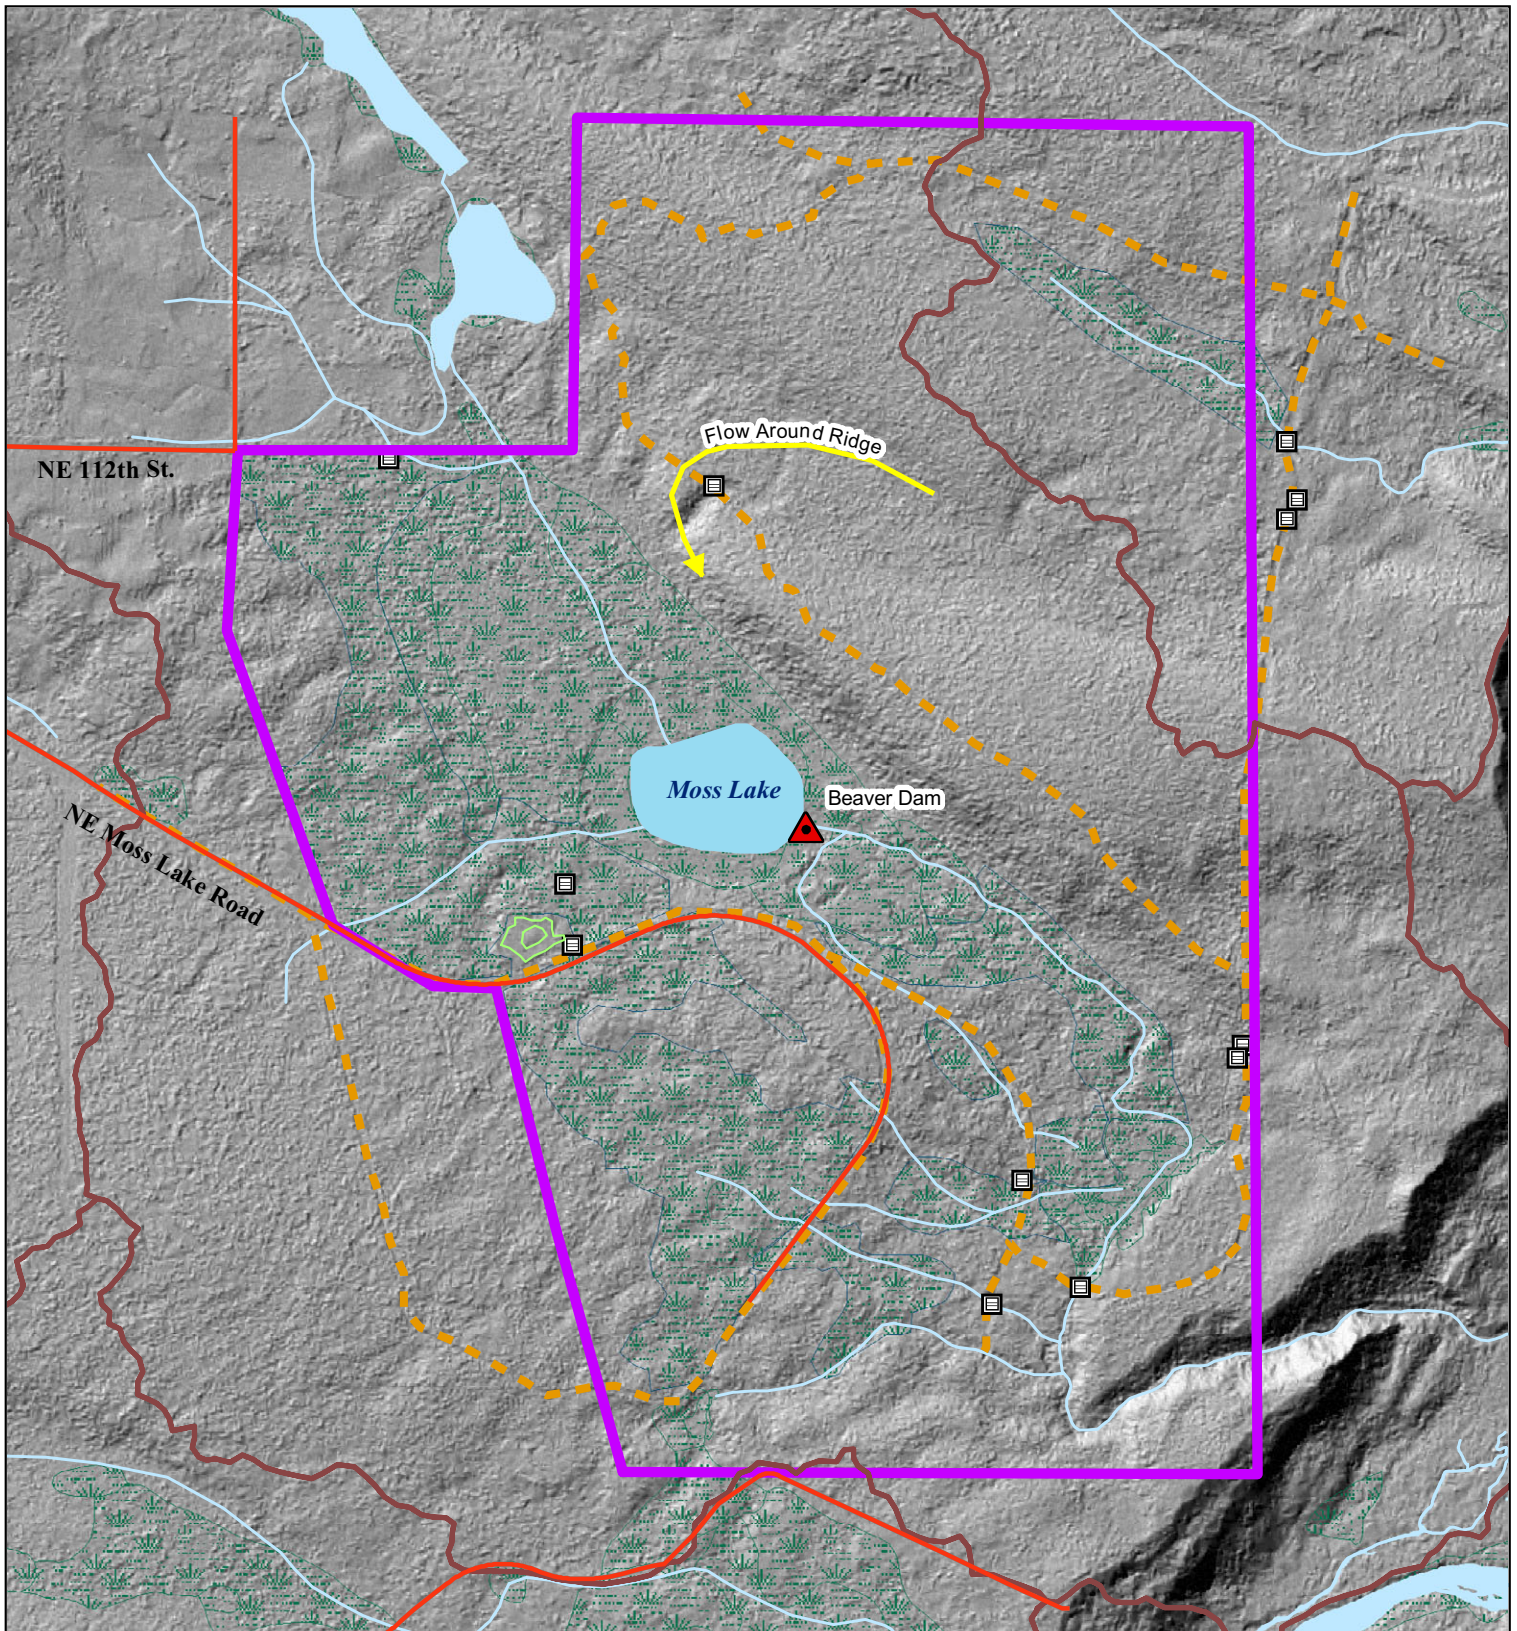 Flow Around Ridge
NE 112th St.
Moss Lake
Beaver Dam
NE Moss Lake Road